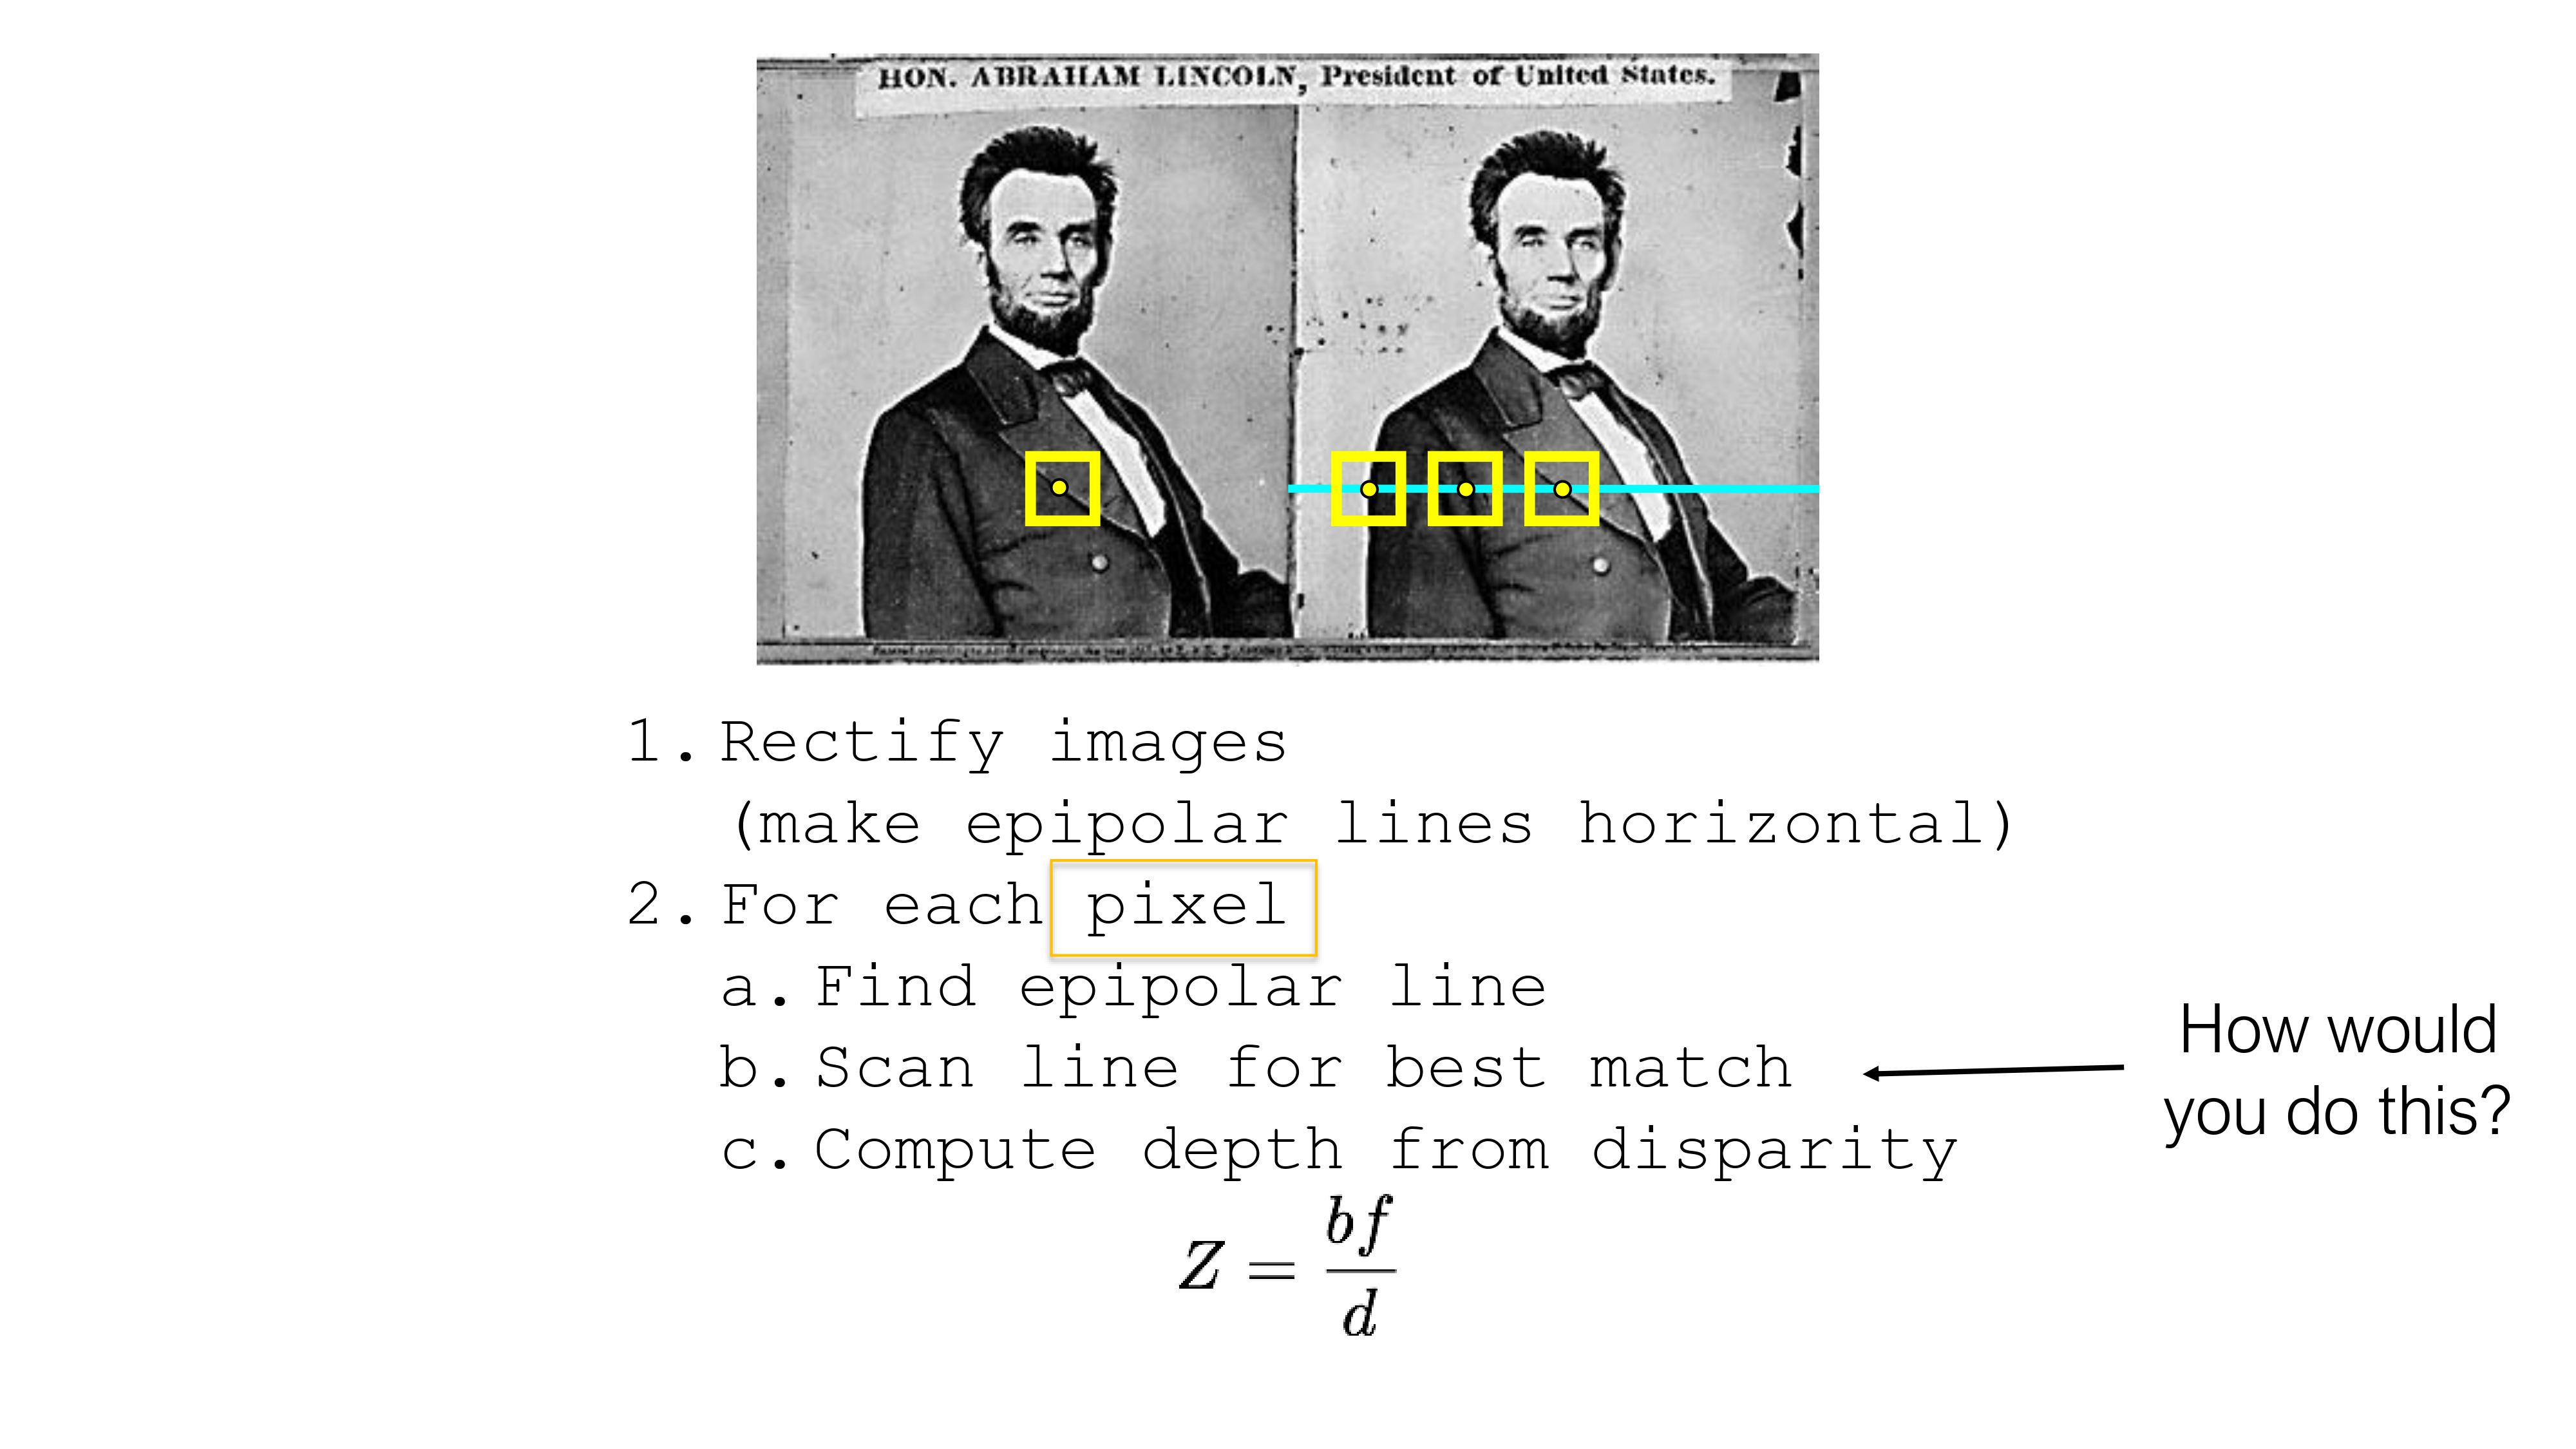 HON. ABRAHAM LINCOLN, President of United States.
1. Rectify images
(make epipolar lines horizontal)
2. For each pixel
a. Find epipolar line
b. Scan line for best match
c. Compute depth from disparity
How would
you do this?
Z = bf/d